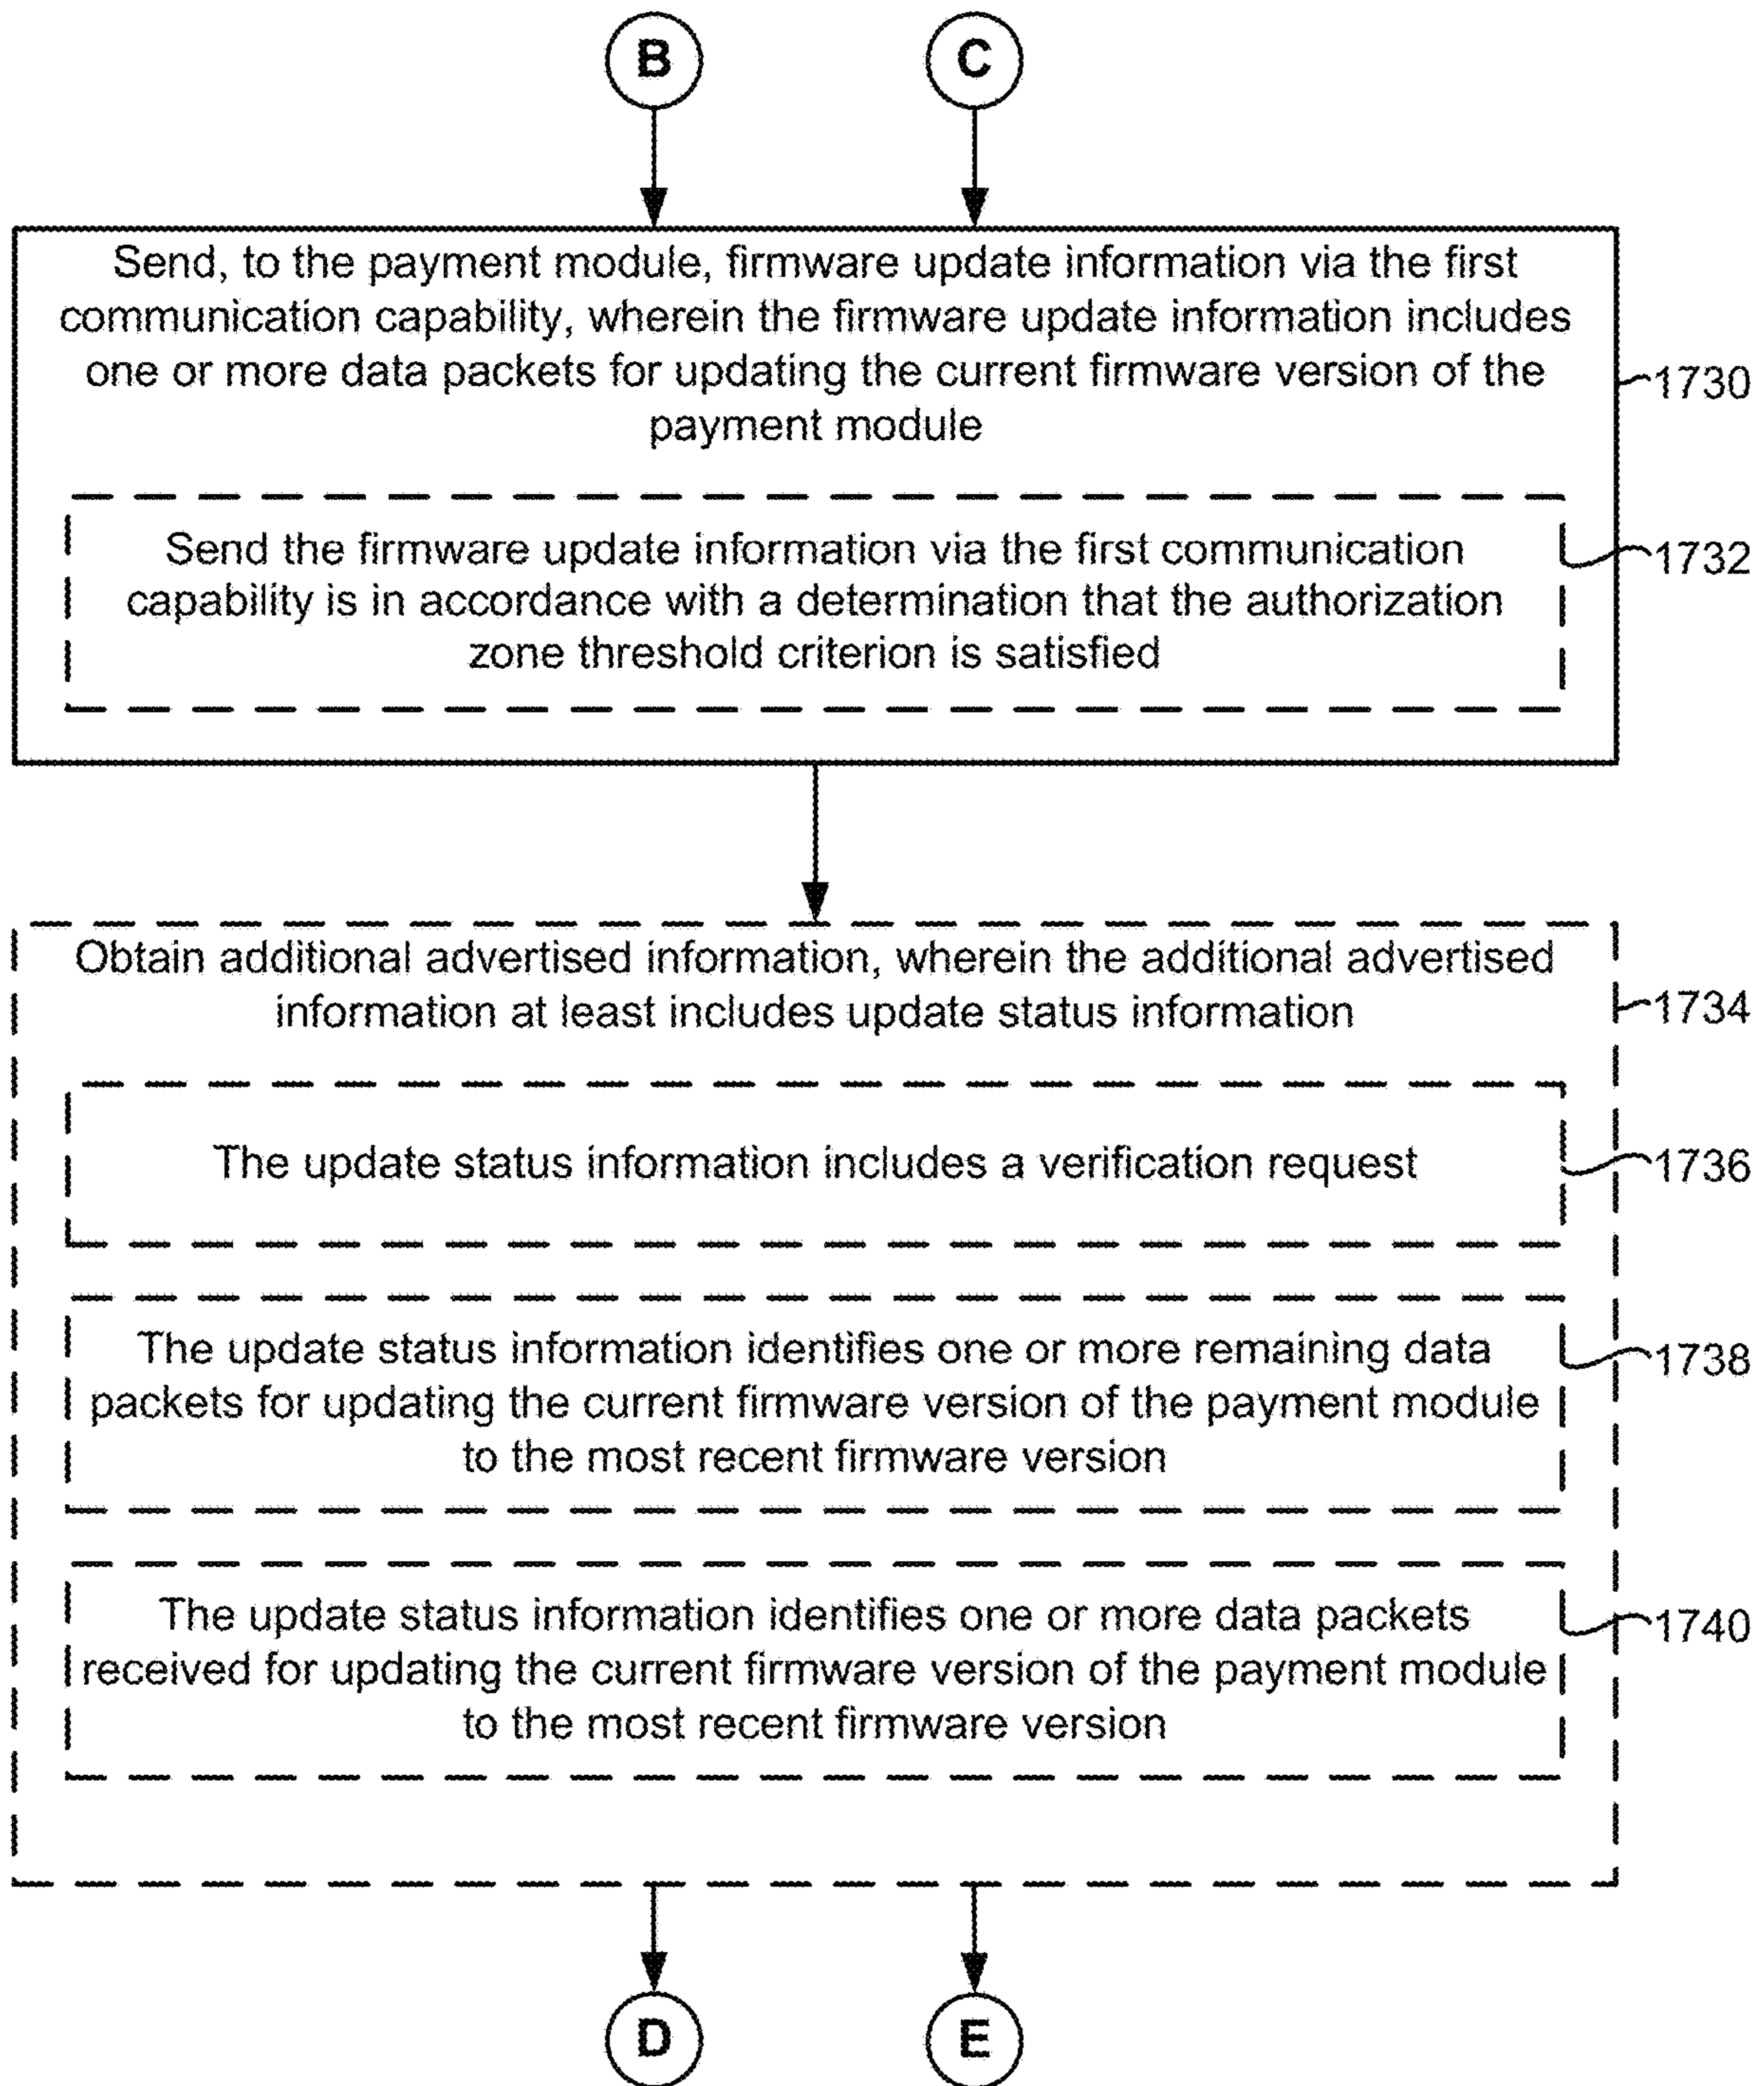 B
C
Send, to the payment module, firmware update information via the first
communication capability, wherein the firmware update information includes
one or more data packets for updating the current firmware version of the
payment module
1730
Send the firmware update information via the first communication
capability is in accordance with a determination that the authorization
zone threshold criterion is satisfied
1732
Obtain additional advertised information, wherein the additional advertised
information at least includes update status information
1734
The update status information includes a verification request
1736
The update status information identifies one or more remaining data
packets for updating the current firmware version of the payment module
to the most recent firmware version
1738
The update status information identifies one or more data packets
received for updating the current firmware version of the payment module
to the most recent firmware version
1740
D
E